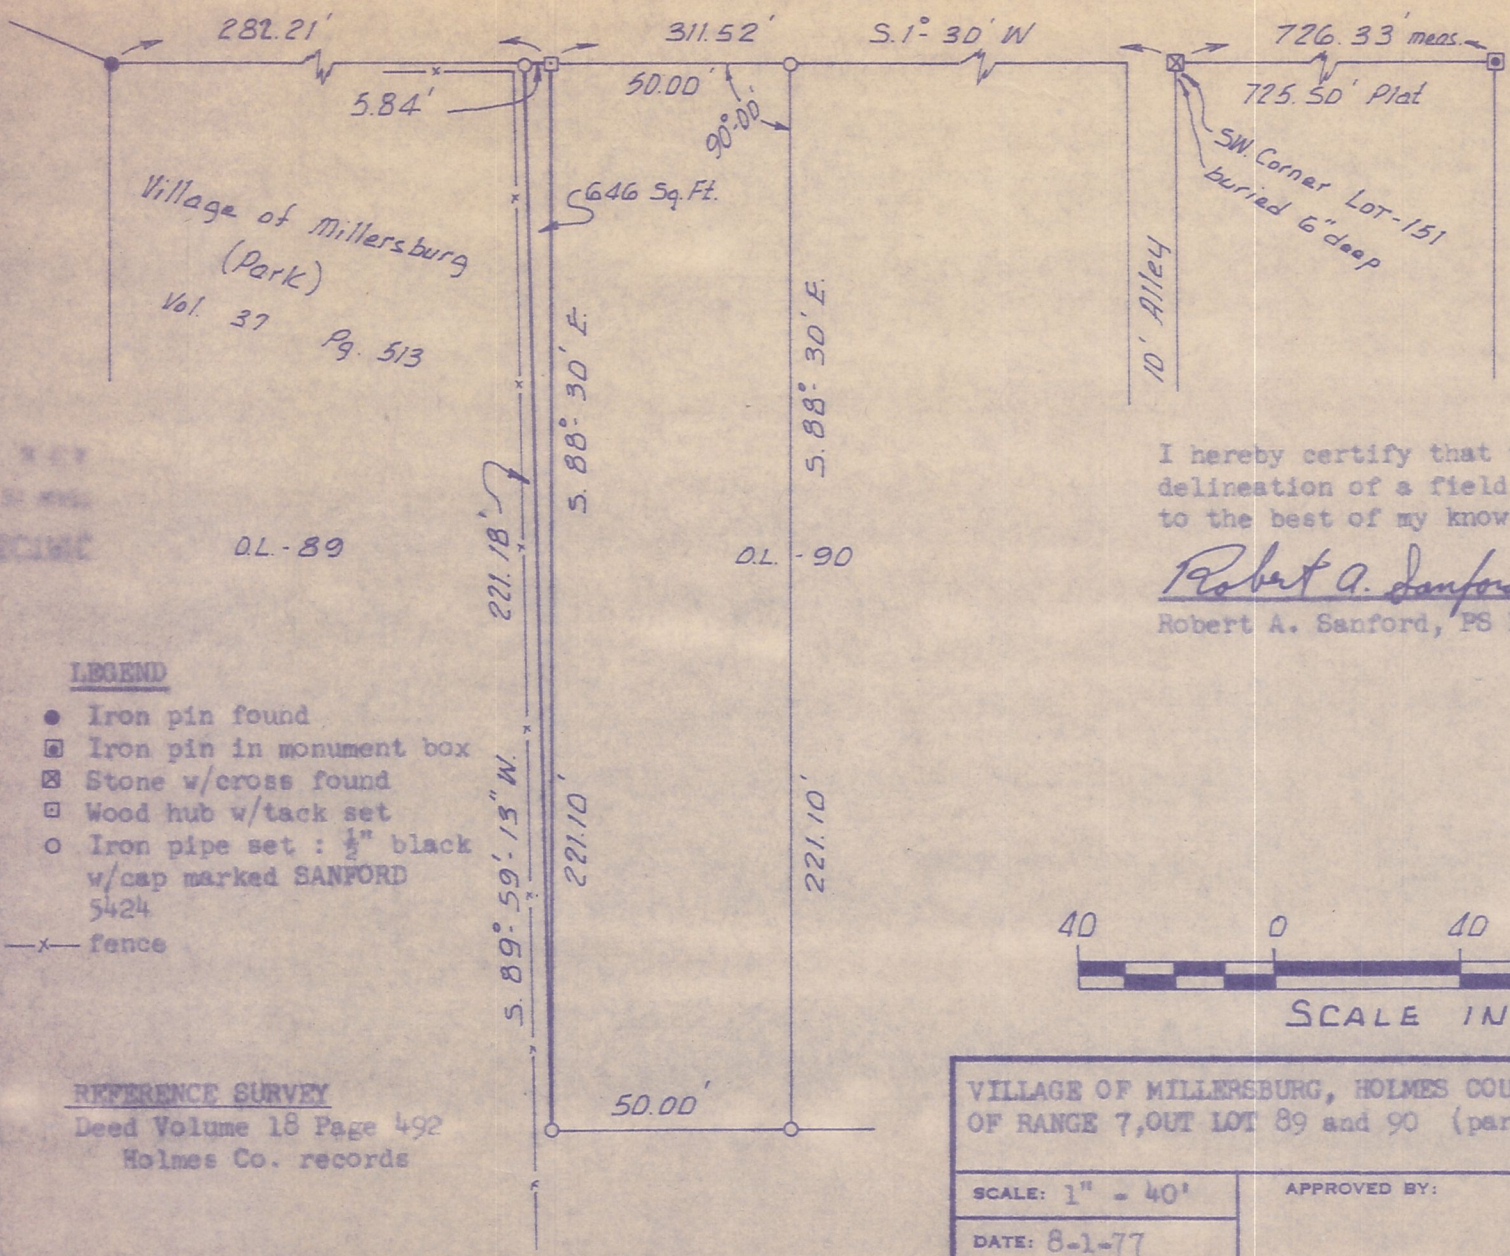 282.21'
311.52'
S. 1°- 30' W
726.33' meas.
5.84'
50.00'
90°-00'
725.50' Plat
SW. Corner LOT-151
buried 6" deep
646 Sq. Ft.
Village of Millersburg
(Park)
Vol. 37 Pg. 513
10' Alley
S. 88°- 30' E.
S. 88°- 30' E.
I hereby certify that
delineation of a field
to the best of my know
Robert A. Sanfor
Robert A. Sanford, PS
O.L. - 89
O.L. - 90
221.18'
S. 89°- 59'- 13" W.
221.10'
221.10'
LEGEND
Iron pin found
Iron pin in monument box
Stone w/cross found
Wood hub w/tack set
Iron pipe set : ½" black
w/cap marked SANFORD
5424
—x— fence
40 0 40
SCALE IN
REFERENCE SURVEY
Deed Volume 18 Page 492
Holmes Co. records
50.00'
VILLAGE OF MILLERSBURG, HOLMES COU
OF RANGE 7,OUT LOT 89 and 90 (par
SCALE: 1" = 40'
APPROVED BY:
DATE: 8-1-77